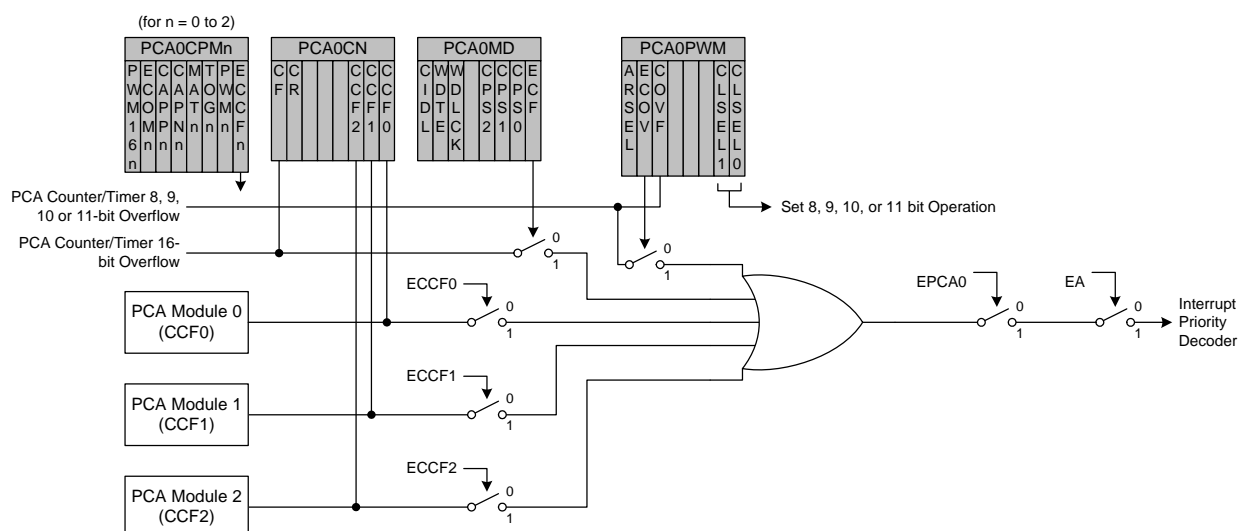 (for n = 0 to 2)
PCA0CPMn
PWM16n
ECOMn
CAPPn
CAPNn
MATn
TOGn
PWMn
ECCFn
PCA0CN
CF
CR
CCF2
CCF1
CCF0
PCA0MD
CIDL
WDTE
WDLCK
CPS2
CPS1
CPS0
ECF
PCA0PWM
ARSEL
ECOV
COVF
CLSEL1
CLSEL0
PCA Counter/Timer 8, 9,
10 or 11-bit Overflow
Set 8, 9, 10, or 11 bit Operation
PCA Counter/Timer 16-
bit Overflow
0
1
0
1
PCA Module 0
(CCF0)
ECCF0
0
1
EPCA0
0
1
EA
0
1
Interrupt
Priority
Decoder
PCA Module 1
(CCF1)
ECCF1
0
1
PCA Module 2
(CCF2)
ECCF2
0
1